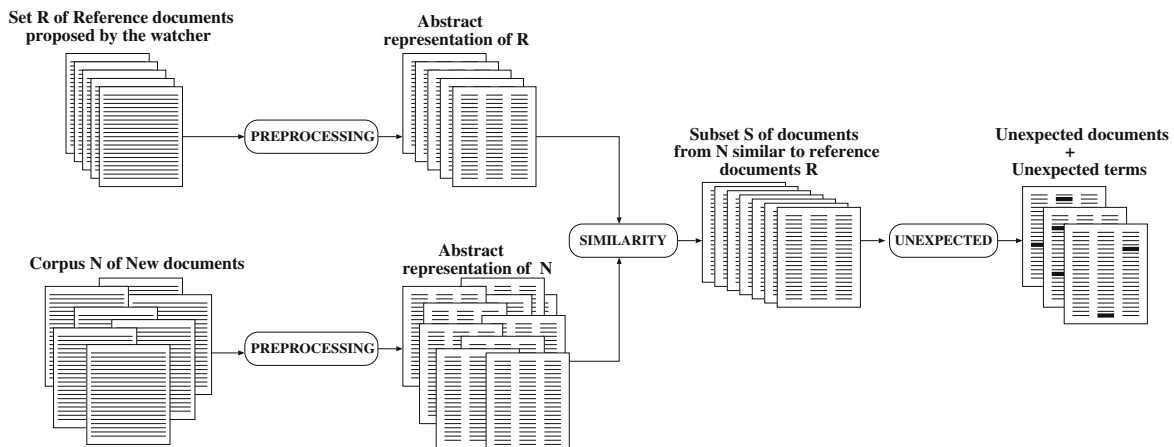 Set R of Reference documents
proposed by the watcher
Abstract
representation of R
PREPROCESSING
Subset S of documents
from N similar to reference
documents R
Unexpected documents
+
Unexpected terms
SIMILARITY
UNEXPECTED
Corpus N of New documents
Abstract
representation of N
PREPROCESSING